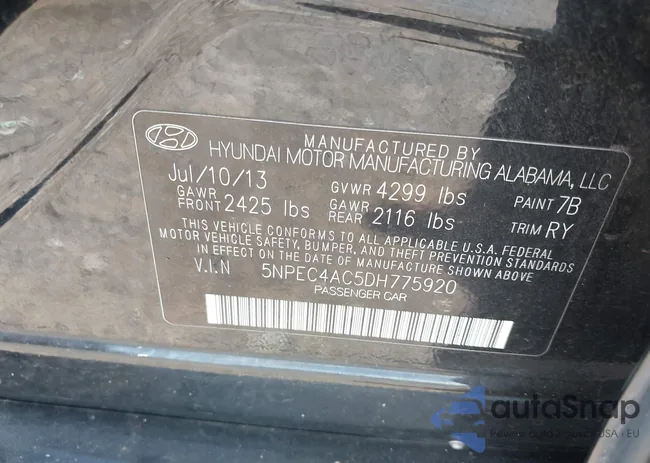 MANUFACTURED BY
HYUNDAI MOTOR MANUFACTURING ALABAMA, LLC
Jul/10/13 GVWR 4299 lbs PAINT 7B
GAWR FRONT 2425 lbs GAWR REAR 2116 lbs TRIM RY
THIS VEHICLE CONFORMS TO ALL APPLICABLE U.S.A. FEDERAL
MOTOR VEHICLE SAFETY, BUMPER, AND THEFT PREVENTION STANDARDS
IN EFFECT ON THE DATE OF MANUFACTURE SHOWN ABOVE.
V.I.N 5NPEC4AC5DH775920
PASSENGER CAR
autoSnap
USA - EU